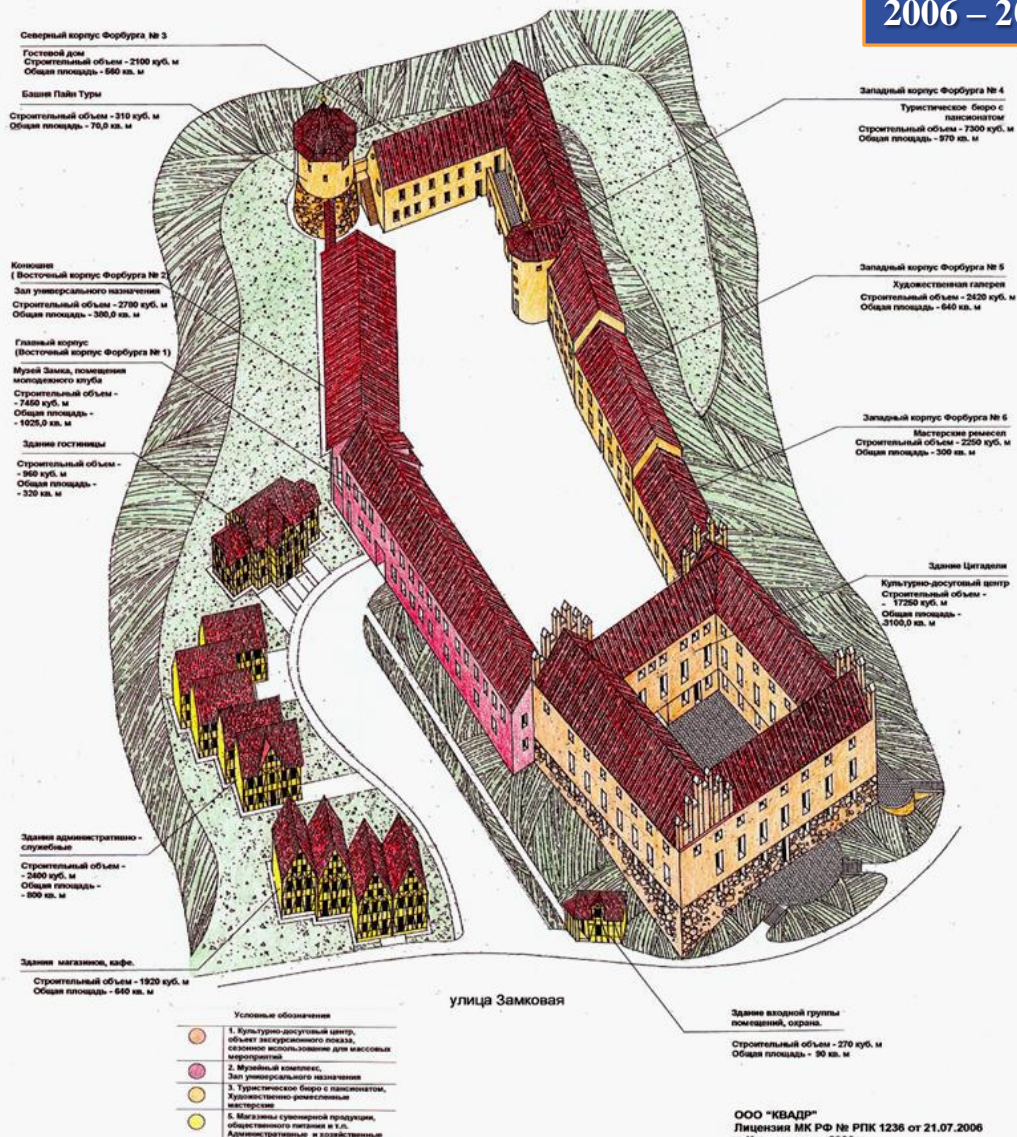 2006 – 20
Северный корпус Форбурга № 3
Гостевой дом
Строительный объем - 2100 куб. м
Общая площадь - 560 кв. м
Башня Пайн Турм
Строительный объем - 310 куб. м
Общая площадь - 70,0 кв. м
Конюшня
( Восточный корпус Форбурга № 2)
Зал универсального назначения
Строительный объем - 2780 куб. м
Общая площадь - 380,0 кв. м
Главный корпус
(Восточный корпус Форбурга № 1)
Музей Замка, помещения
молодежного клуба
Строительный объем -
- 7450 куб. м
Общая площадь -
- 1025,0 кв. м
Здание гостиницы
Строительный объем -
- 960 куб. м
Общая площадь -
- 320 кв. м
Здания административно -
служебные
Строительный объем -
- 2400 куб. м
Общая площадь -
- 800 кв. м
Здания магазинов, кафе.
Строительный объем - 1920 куб. м
Общая площадь - 640 кв. м
Западный корпус Форбурга № 4
Туристическое бюро с
пансионатом
Строительный объем - 7300 куб. м
Общая площадь - 970 кв. м
Западный корпус Форбурга № 5
Художественная галерея
Строительный объем - 2420 куб. м
Общая площадь - 640 кв. м
Западный корпус Форбурга № 6
Мастерские ремесел
Строительный объем - 2250 куб. м
Общая площадь - 300 кв. м
Здание Цитадели
Культурно-досуговый центр
Строительный объем -
- 17250 куб. м
Общая площадь -
-3100,0 кв. м
улица Замковая
Здание входной группы
помещений, охрана.
Строительный объем - 270 куб. м
Общая площадь - 90 кв. м
Условные обозначения
1. Культурно-досуговый центр,
объект экскурсионного показа,
сезонное использование для массовых
мероприятий
2. Музейный комплекс,
Зал универсального назначения
3. Туристическое бюро с пансионатом,
Художественно-ремесленные
мастерские
5. Магазины сувенирной продукции,
общественного питания и т.п.
Административные и хозяйственные
ООО "КВАДР"
Лицензия МК РФ № РПК 1236 от 21.07.2006